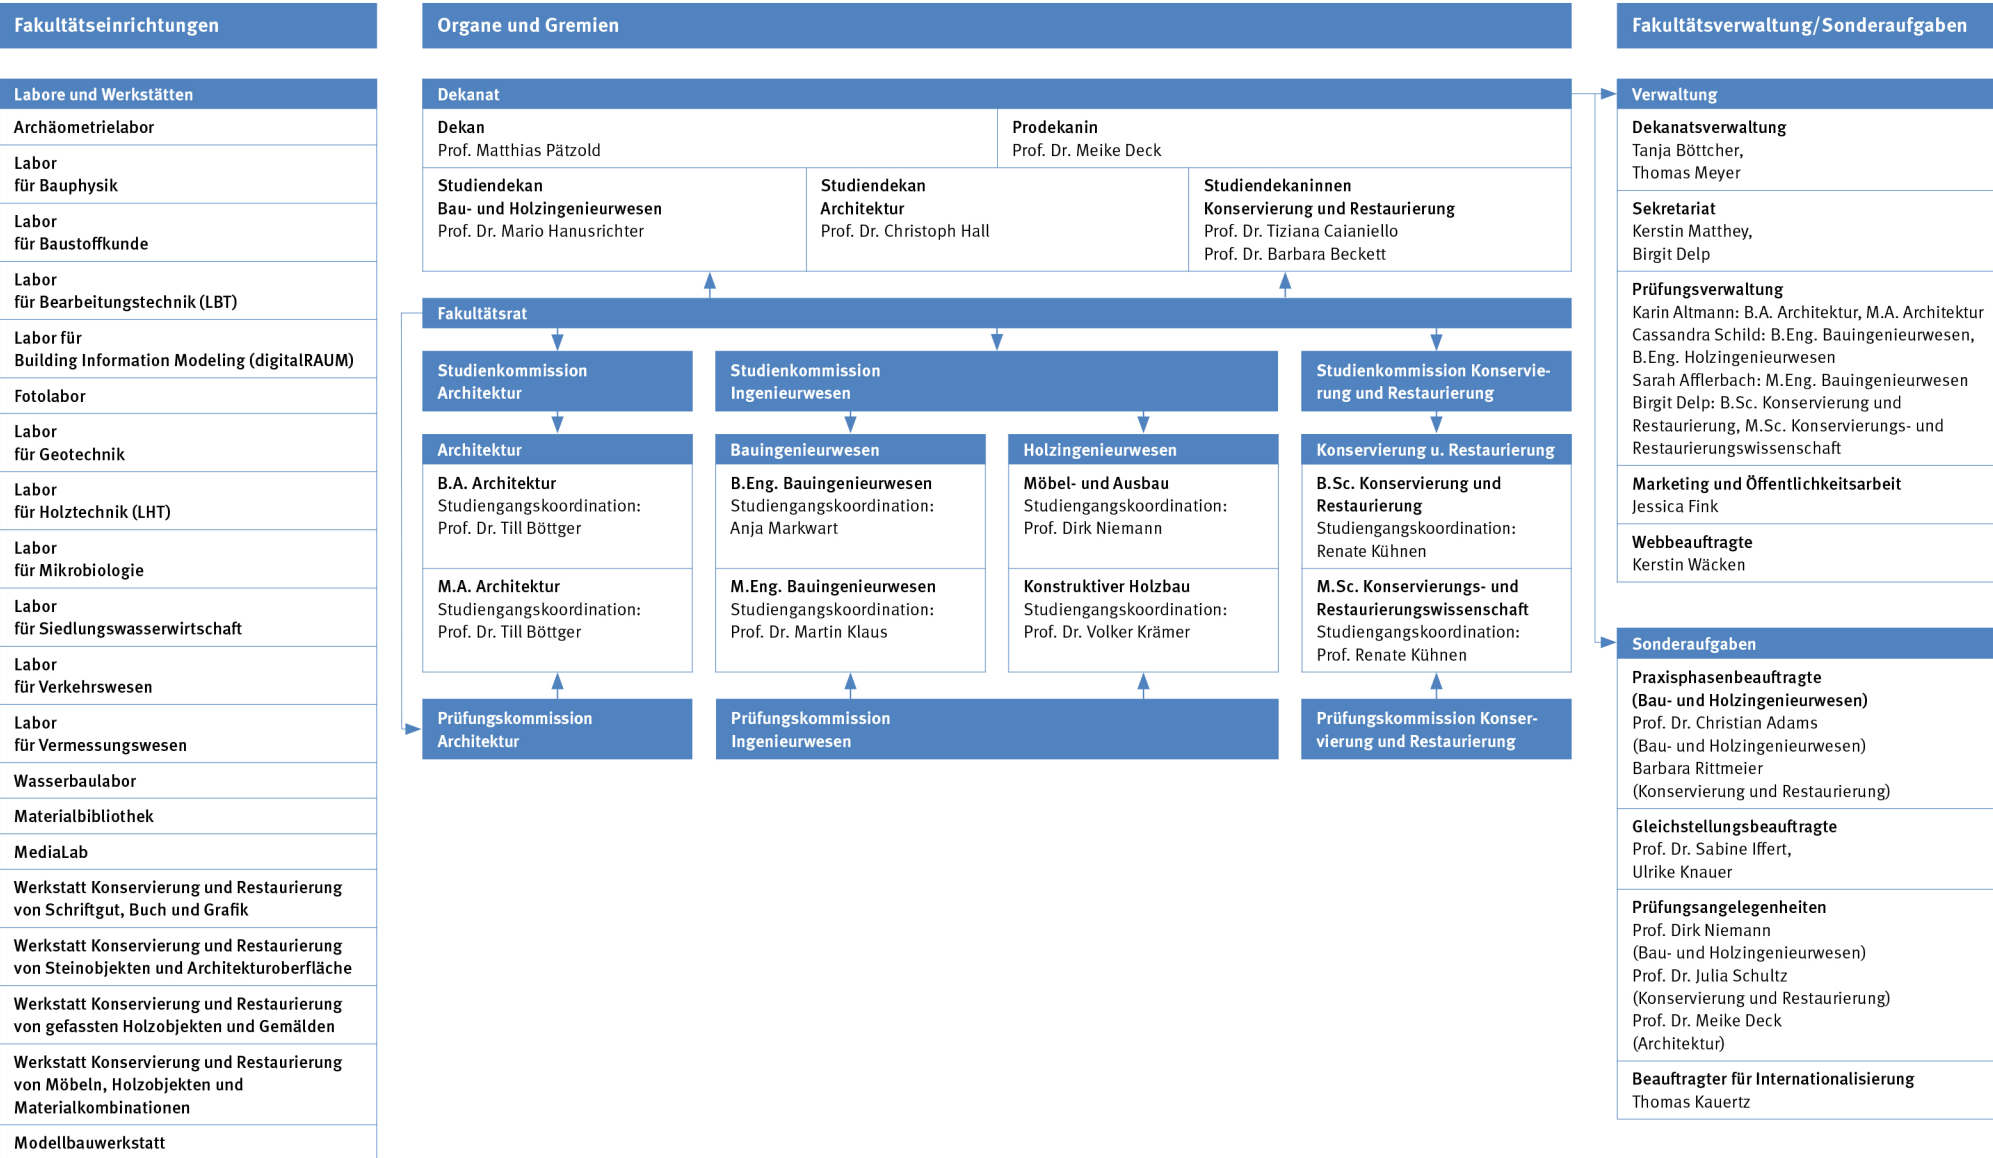 Fakultätseinrichtungen
Labore und Werkstätten
Archäometrielabor
Labor
für Bauphysik
Labor
für Baustoffkunde
Labor
für Bearbeitungstechnik (LBT)
Labor für
Building Information Modeling (digitalRAUM)
Fotolabor
Labor
für Geotechnik
Labor
für Holztechnik (LHT)
Labor
für Mikrobiologie
Labor
für Siedlungswasserwirtschaft
Labor
für Verkehrswesen
Labor
für Vermessungswesen
Wasserbaulabor
Materialbibliothek
MediaLab
Werkstatt Konservierung und Restaurierung
von Schriftgut, Buch und Grafik
Werkstatt Konservierung und Restaurierung
von Steinobjekten und Architekturoberfläche
Werkstatt Konservierung und Restaurierung
von gefassten Holzobjekten und Gemälden
Werkstatt Konservierung und Restaurierung
von Möbeln, Holzobjekten und
Materialkombinationen
Modellbauwerkstatt
Organe und Gremien
Dekanat
Dekan
Prof. Matthias Pätzold
Prodekanin
Prof. Dr. Meike Deck
Studiendekan
Bau- und Holzingenieurwesen
Prof. Dr. Mario Hanusrichter
Studiendekan
Architektur
Prof. Dr. Christoph Hall
Studiendekaninnen
Konservierung und Restaurierung
Prof. Dr. Tiziana Caianiello
Prof. Dr. Barbara Beckett
Fakultätsrat
Studienkommission
Architektur
Studienkommission
Ingenieurwesen
Studienkommission Konservie-
rung und Restaurierung
Architektur
B.A. Architektur
Studiengangskoordination:
Prof. Dr. Till Böttger
M.A. Architektur
Studiengangskoordination:
Prof. Dr. Till Böttger
Bauingenieurwesen
B.Eng. Bauingenieurwesen
Studiengangskoordination:
Anja Markwart
M.Eng. Bauingenieurwesen
Studiengangskoordination:
Prof. Dr. Martin Klaus
Holzingenieurwesen
Möbel- und Ausbau
Studiengangskoordination:
Prof. Dirk Niemann
Konstruktiver Holzbau
Studiengangskoordination:
Prof. Dr. Volker Krämer
Konservierung u. Restaurierung
B.Sc. Konservierung und
Restaurierung
Studiengangskoordination:
Renate Kühnen
M.Sc. Konservierungs- und
Restaurierungswissenschaft
Studiengangskoordination:
Prof. Renate Kühnen
Prüfungskommission
Architektur
Prüfungskommission
Ingenieurwesen
Prüfungskommission Konser-
vierung und Restaurierung
Fakultätsverwaltung/Sonderaufgaben
Verwaltung
Dekanatsverwaltung
Tanja Böttcher,
Thomas Meyer
Sekretariat
Kerstin Matthey,
Birgit Delp
Prüfungsverwaltung
Karin Altmann: B.A. Architektur, M.A. Architektur
Cassandra Schild: B.Eng. Bauingenieurwesen,
B.Eng. Holzingenieurwesen
Sarah Afflerbach: M.Eng. Bauingenieurwesen
Birgit Delp: B.Sc. Konservierung und
Restaurierung, M.Sc. Konservierungs- und
Restaurierungswissenschaft
Marketing und Öffentlichkeitsarbeit
Jessica Fink
Webbeauftragte
Kerstin Wäcken
Sonderaufgaben
Praxisphasenbeauftragte
(Bau- und Holzingenieurwesen)
Prof. Dr. Christian Adams
(Bau- und Holzingenieurwesen)
Barbara Rittmeier
(Konservierung und Restaurierung)
Gleichstellungsbeauftragte
Prof. Dr. Sabine Iffert,
Ulrike Knauer
Prüfungsangelegenheiten
Prof. Dirk Niemann
(Bau- und Holzingenieurwesen)
Prof. Dr. Julia Schultz
(Konservierung und Restaurierung)
Prof. Dr. Meike Deck
(Architektur)
Beauftragter für Internationalisierung
Thomas Kauertz